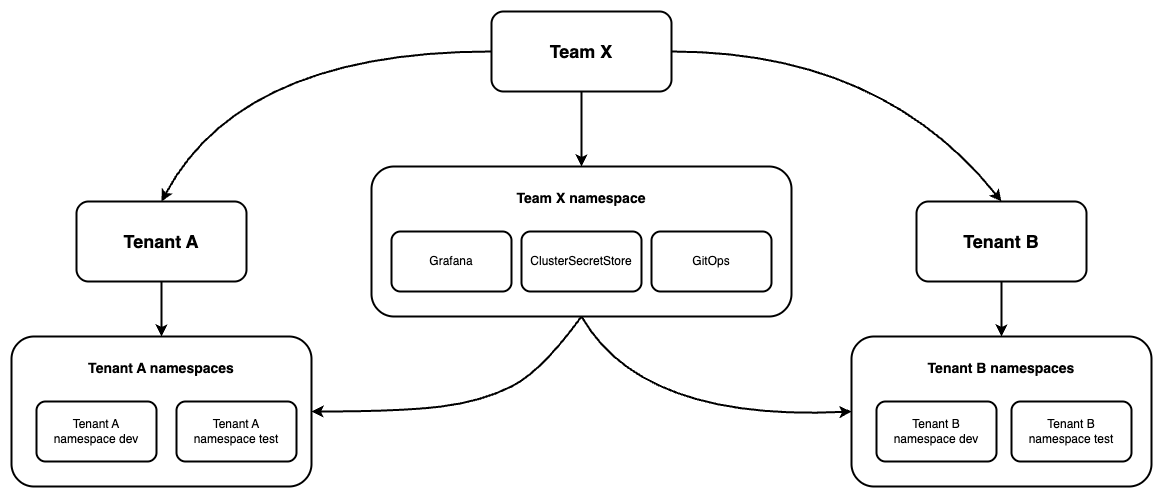 Team X
Team X namespace
Grafana
ClusterSecretStore
GitOps
Tenant A
Tenant B
Tenant A namespaces
Tenant A
namespace dev
Tenant A
namespace test
Tenant B namespaces
Tenant B
namespace dev
Tenant B
namespace test